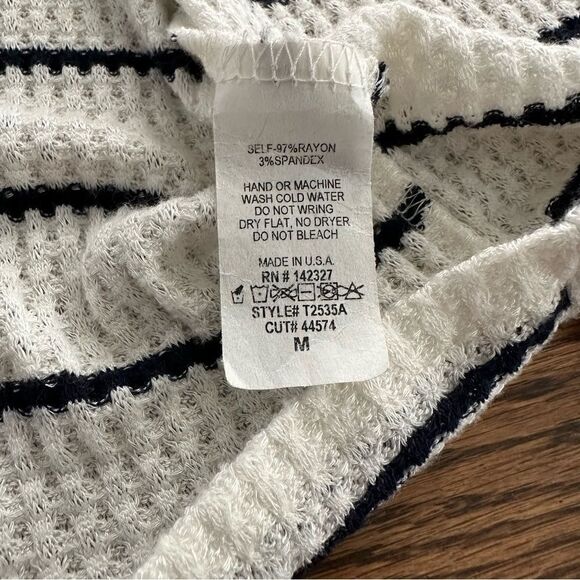 SELF-97%RAYON
3%SPANDEX
HAND OR MACHINE
WASH COLD WATER
DO NOT WRING
DRY FLAT, NO DRYER
DO NOT BLEACH
MADE IN U.S.A.
RN # 142327
STYLE# T2535A
CUT# 44574
M